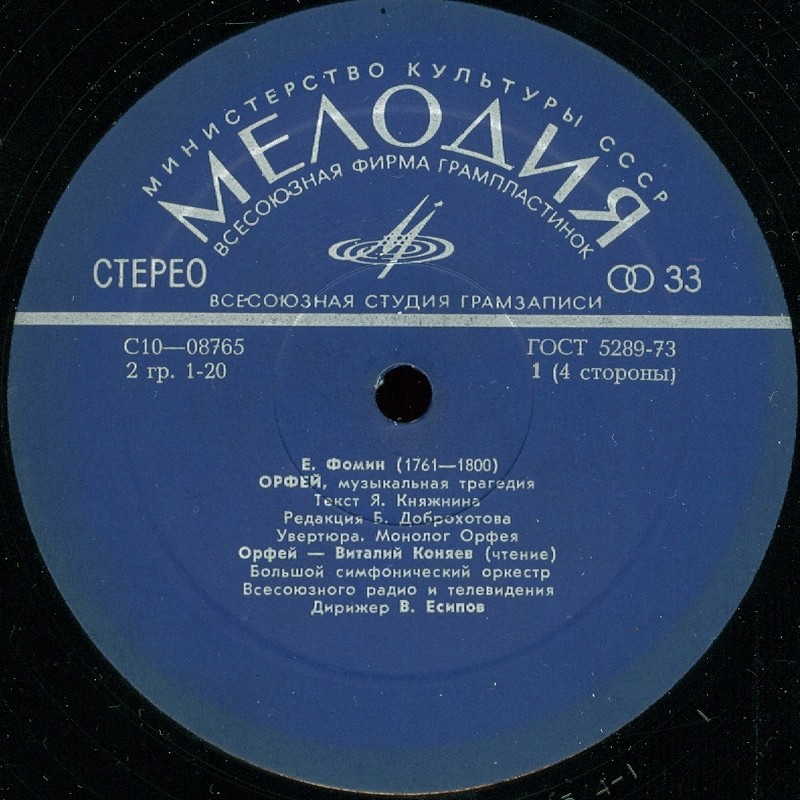 МИНИСТЕРСТВО КУЛЬТУРЫ СССР
МЕЛОДИЯ
ВСЕСОЮЗНАЯ ФИРМА ГРАМПЛАСТИНОК
СТЕРЕО
33
ВСЕСОЮЗНАЯ СТУДИЯ ГРАМЗАПИСИ
С10—08765
ГОСТ 5289-73
2 гр. 1-20
1 (4 стороны)
Е. Фомин (1761—1800)
ОРФЕЙ, музыкальная трагедия
Текст Я. Княжнина
Редакция Б. Доброхотова
Увертюра. Монолог Орфея
Орфей — Виталий Коняев (чтение)
Большой симфонический оркестр
Всесоюзного радио и телевидения
Дирижер В. Есипов